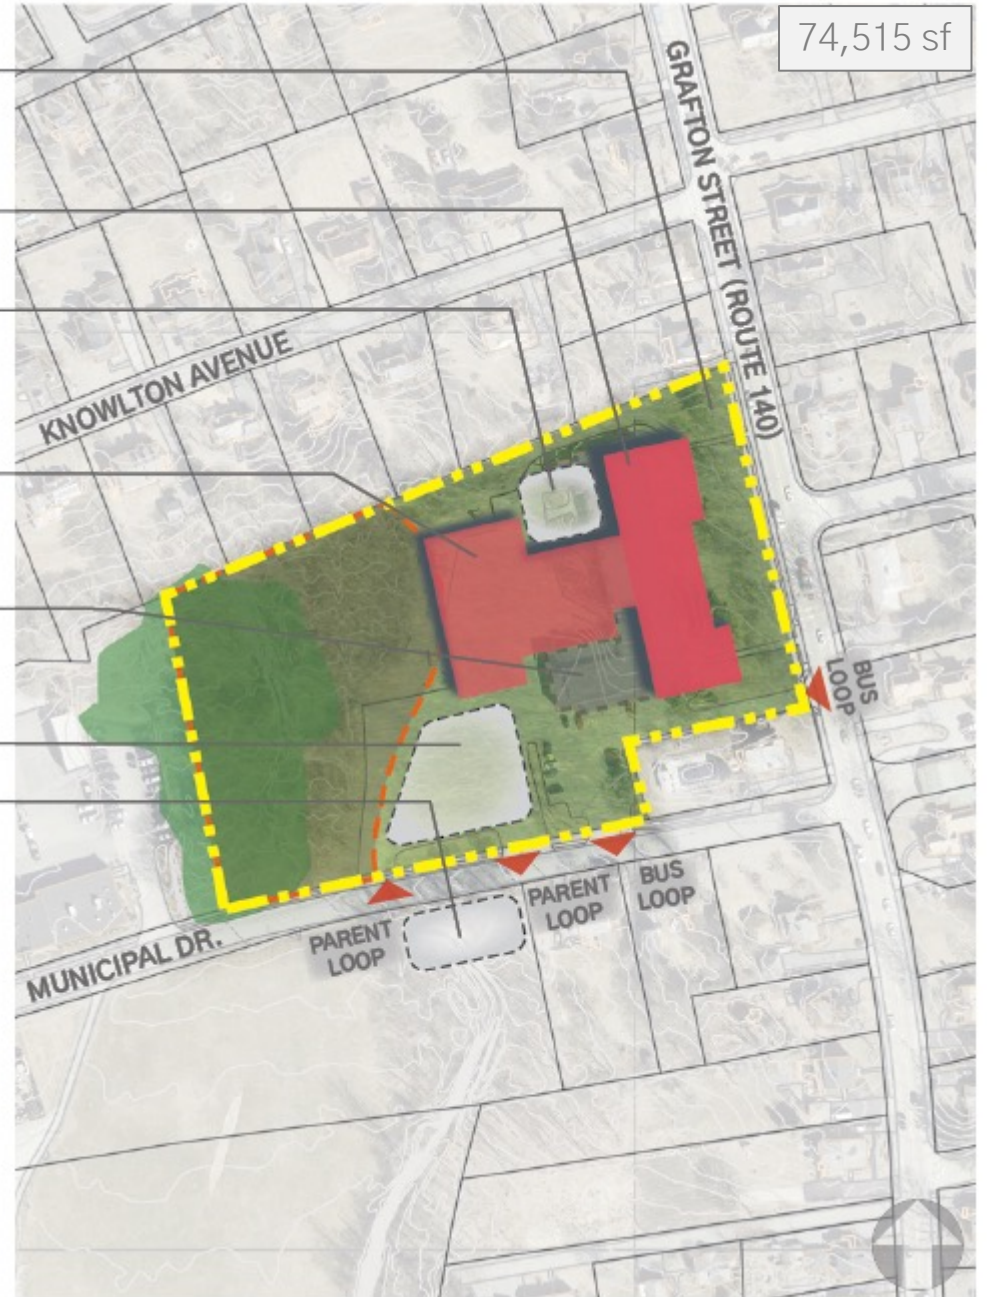 74,515 sf
GRAFTON STREET (ROUTE 140)
KNOWLTON AVENUE
BUS
LOOP
BUS
LOOP
PARENT
LOOP
PARENT
LOOP
MUNICIPAL DR.